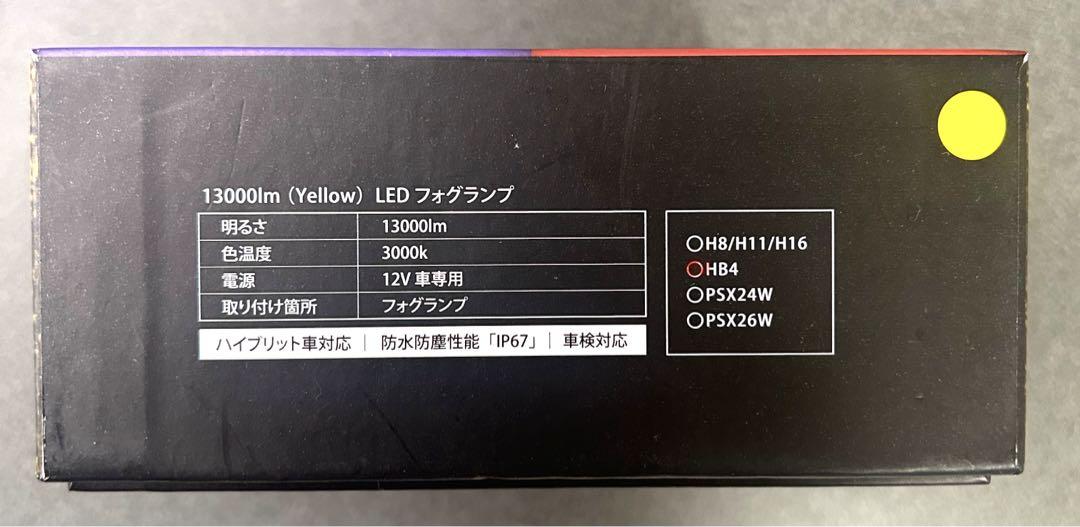 13000lm（Yellow）LED フォグランプ
明るさ 13000lm
色温度 3000k
電源 12V 車専用
取り付け箇所 フォグランプ
ハイブリット車対応｜防水防塵性能「IP67」｜車検対応
○H8/H11/H16
○HB4
○PSX24W
○PSX26W